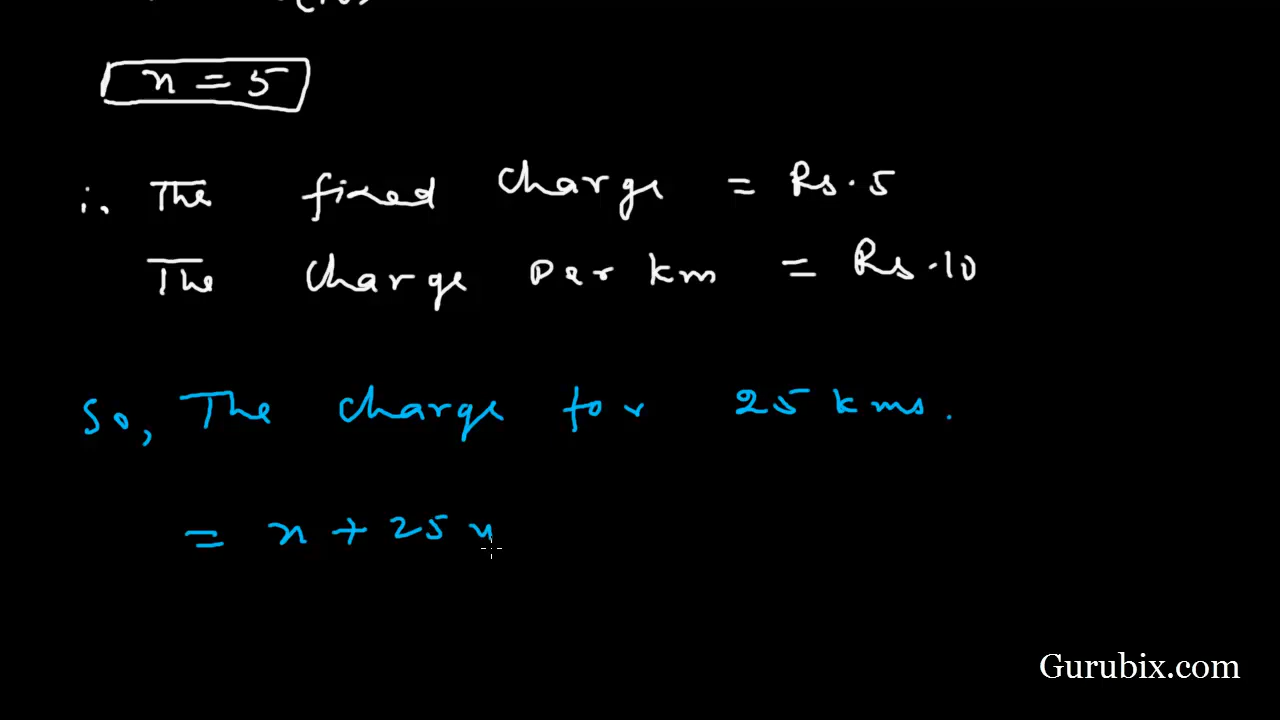 x = 5
i. The fixed charge = Rs. 5
The charge per km = Rs. 10
So, The charge for 25 kms.
= x + 25 y
Gurubix.com